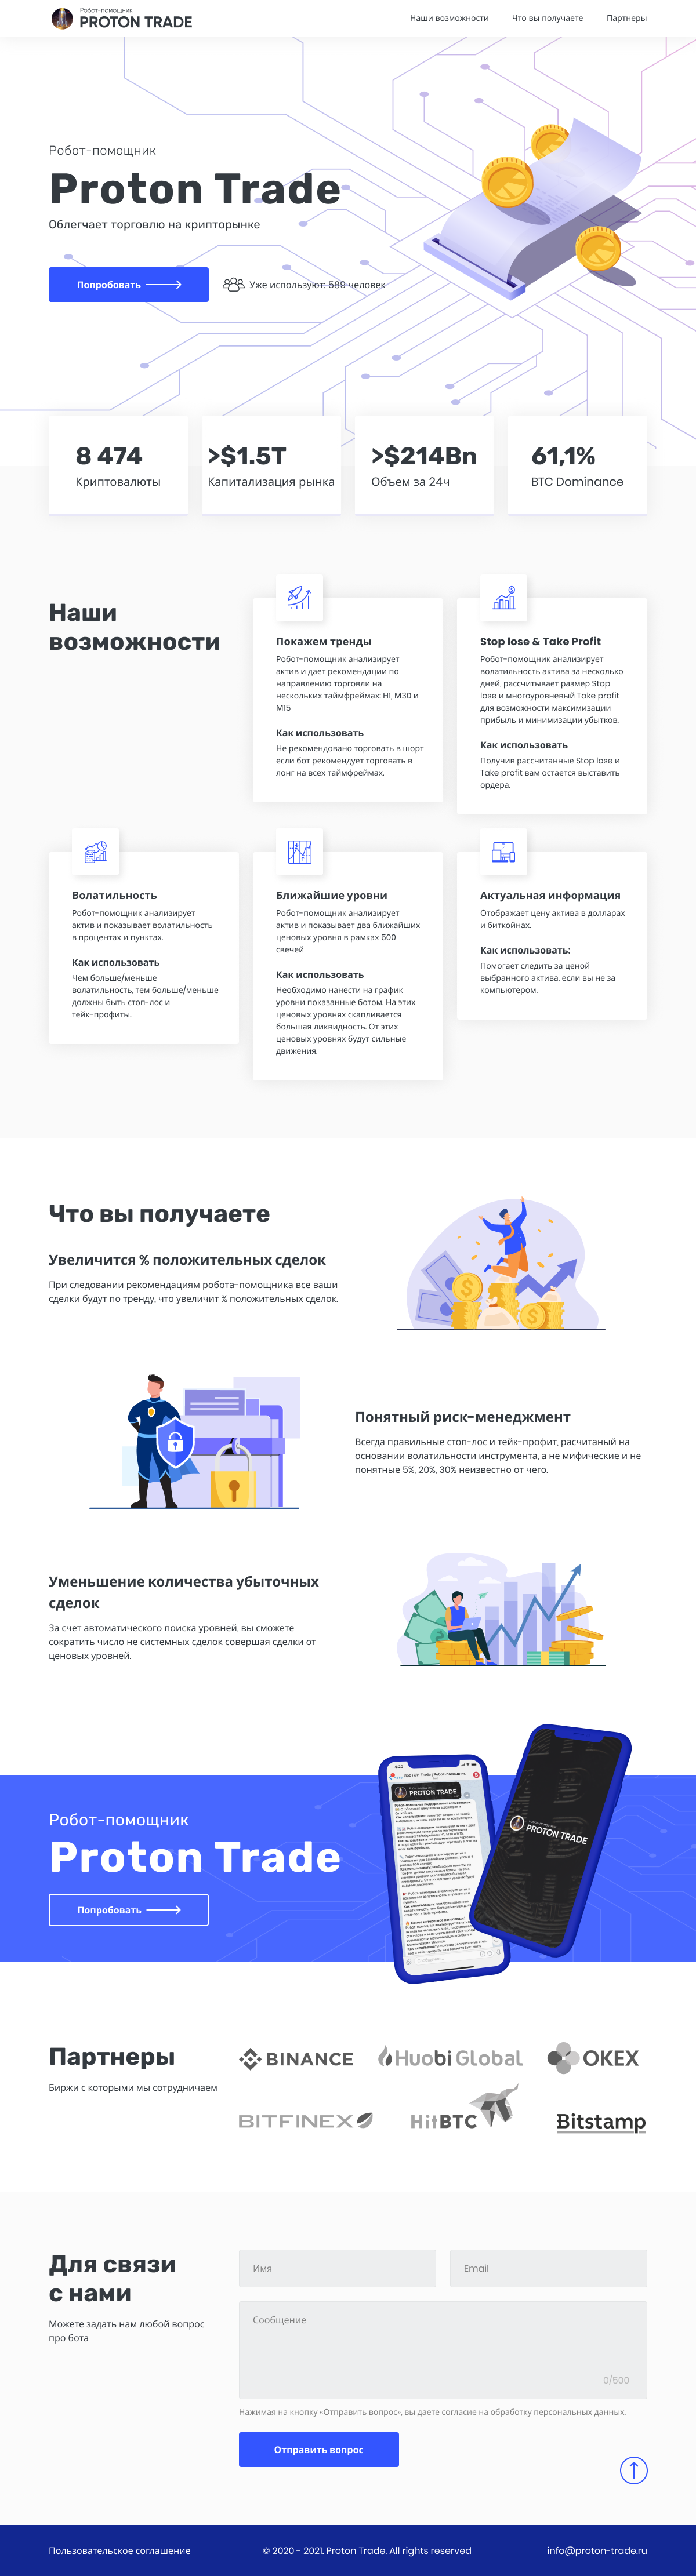 Робот-помощник
PROTON TRADE
Наши возможности
Что вы получаете
Партнеры
Робот-помощник
Proton Trade
Облегчает торговлю на крипторынке
Попробовать
Уже используют: 589 человек
8 474
Криптовалюты
>$1.5T
Капитализация рынка
>$214Bn
Объем за 24ч
61,1%
BTC Dominance
Наши
возможности
Покажем тренды
Робот-помощник анализирует
актив и дает рекомендации по
направлению торговли на
нескольких таймфреймах: H1, M30 и
M15
Как использовать
Не рекомендовано торговать в шорт
если бот рекомендует торговать в
лонг на всех таймфреймах.
Stop lose & Take Profit
Робот-помощник анализирует
волатильность актива за несколько
дней, рассчитывает размер Stop
lose и многоуровневый Take profit
для возможности максимизации
прибыль и минимизации убытков.
Как использовать
Получив рассчитанные Stop loso и
Take profit вам остается выставить
ордера.
Волатильность
Робот-помощник анализирует
актив и показывает волатильность
в процентах и пунктах.
Как использовать
Чем больше/меньше
волатильность, тем больше/меньше
должны быть стоп-лос и
тейк-профиты.
Ближайшие уровни
Робот-помощник анализирует
актив и показывает два ближайших
ценовых уровня в рамках 500
свечей
Как использовать
Необходимо нанести на график
уровни показанные ботом. На этих
ценовых уровнях скапливается
большая ликвидность. От этих
ценовых уровнях будут сильные
движения.
Актуальная информация
Отображает цену актива в долларах
и биткойнах.
Как использовать:
Помогает следить за ценой
выбранного актива. если вы не за
компьютером.
Что вы получаете
Увеличится % положительных сделок
При следовании рекомендациям робота-помощника все ваши
сделки будут по тренду, что увеличит % положительных сделок.
Понятный риск-менеджмент
Всегда правильные стоп-лос и тейк-профит, расчитаный на
основании волатильности инструмента, а не мифические и не
понятные 5%, 20%, 30% неизвестно от чего.
Уменьшение количества убыточных
сделок
За счет автоматического поиска уровней, вы сможете
сократить число не системных сделок совершая сделки от
ценовых уровней.
Робот-помощник
Proton Trade
Попробовать
PROTON TRADE
PROTON TRADE
Партнеры
Биржи с которыми мы сотрудничаем
BINANCE
Huobi Global
OKEX
BITFINEX
HitBTC
Bitstamp
Для связи
с нами
Можете задать нам любой вопрос
про бота
Имя
Email
Сообщение
0/500
Нажимая на кнопку «Отправить вопрос», вы даете согласие на обработку персональных данных.
Отправить вопрос
Пользовательское соглашение
© 2020 - 2021. Proton Trade. All rights reserved
info@proton-trade.ru